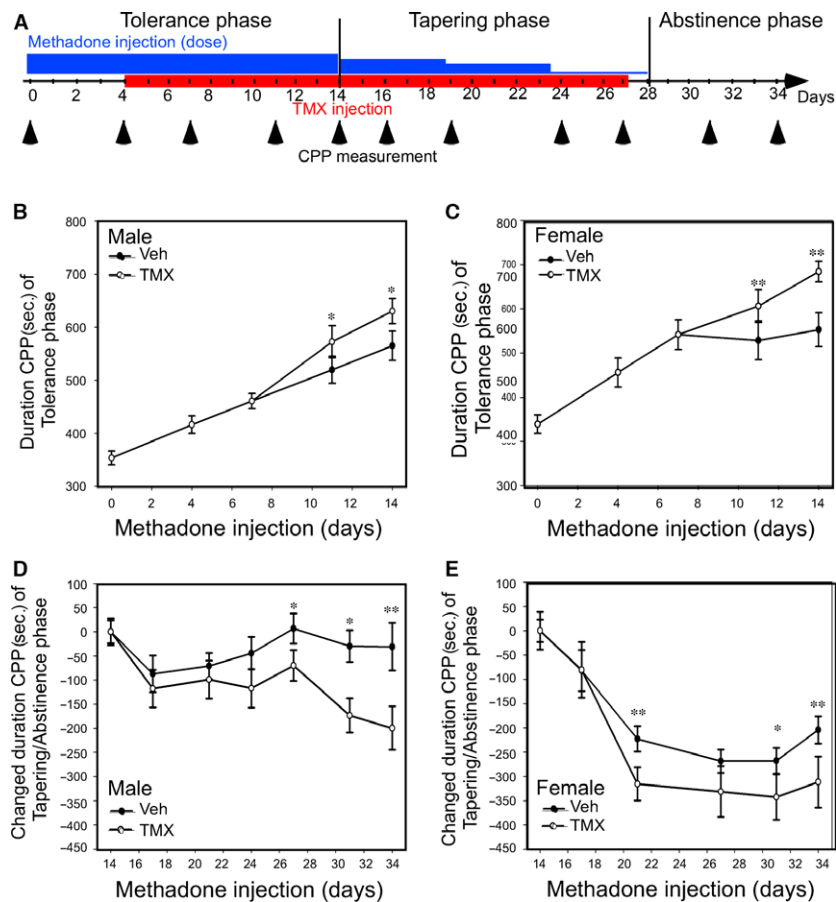 A
Tolerance phase
Tapering phase
Abstinence phase
Methadone injection (dose)
0 2 4 6 8 10 12 14 16 18 20 22 24 26 28 30 32 34 Days
TMX injection
CPP measurement
B
Male
Veh
TMX
Duration CPP(sec.) of
Tolerance phase
800
700
600
500
400
300
* *
0 2 4 6 8 10 12 14
Methadone injection (days)
C
Female
Veh
TMX
Duration CPP (sec.) of
Tolerance phase
800
100
700
600
500
400
400
300
** **
0 2 4 6 8 10 12 14
Methadone injection (days)
D
Male
Veh
TMX
Changed duration CPP(sec.) of
Tapering/Abstinence phase
100
50
0
-50
-100
-150
-200
-250
-300
-350
-400
-450
* * **
14 16 18 20 22 24 26 28 30 32 34
Methadone injection (days)
E
Female
Veh
TMX
Changed duration CPP (sec.) of
Tapering/Abstinence phase
100
50
0
-50
-100
-150
-200
-250
-300
-350
-400
-450
** * **
14 16 18 20 22 24 26 28 30 32 34
Methadone injection (days)